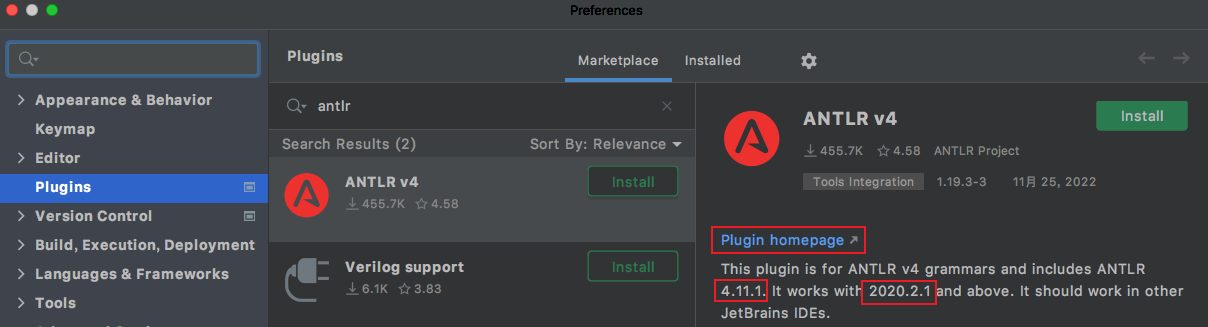 Preferences
Plugins
Marketplace
Installed
Appearance & Behavior
Keymap
Editor
Plugins
Version Control
Build, Execution, Deployment
Languages & Frameworks
Tools
antlr
Search Results (2)
Sort By: Relevance
ANTLR v4
455.7K
4.58
Install
Verilog support
6.1K
3.83
Install
ANTLR v4
Install
455.7K
4.58
ANTLR Project
Tools Integration
1.19.3-3
11月 25, 2022
Plugin homepage ↗
This plugin is for ANTLR v4 grammars and includes ANTLR
4.11.1. It works with 2020.2.1 and above. It should work in other
JetBrains IDEs.